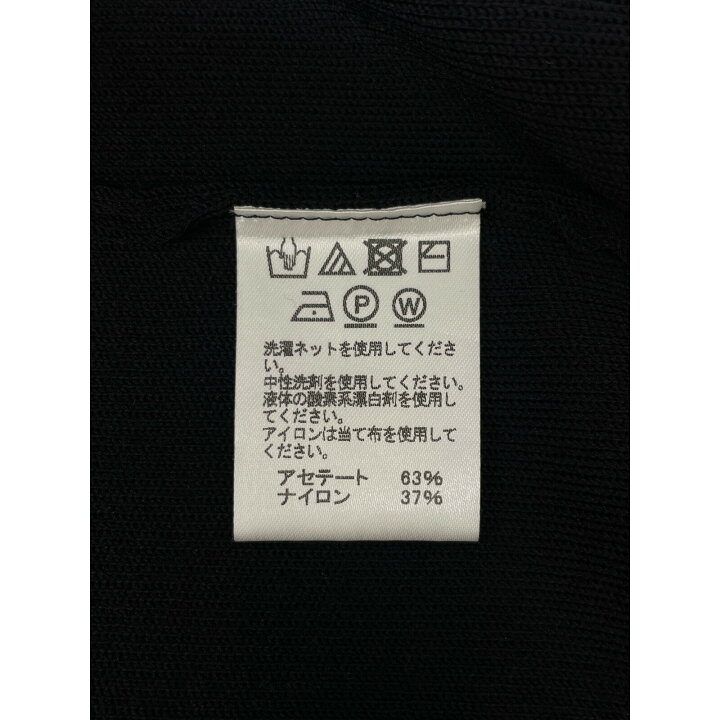 P W
洗濯ネットを使用してくださ
い。
中性洗剤を使用してください。
液体の酸素系漂白剤を使用し
てください。
アイロンは当て布を使用して
ください。
アセテート 63%
ナイロン 37%